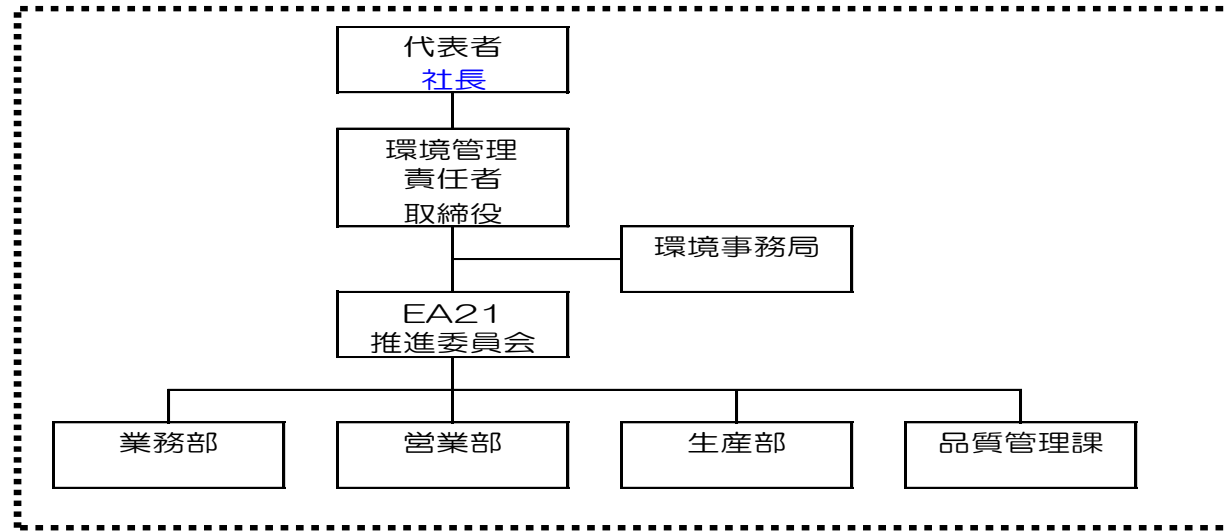 代表者
社長
環境管理
責任者
取締役
環境事務局
EA21
推進委員会
業務部
営業部
生産部
品質管理課